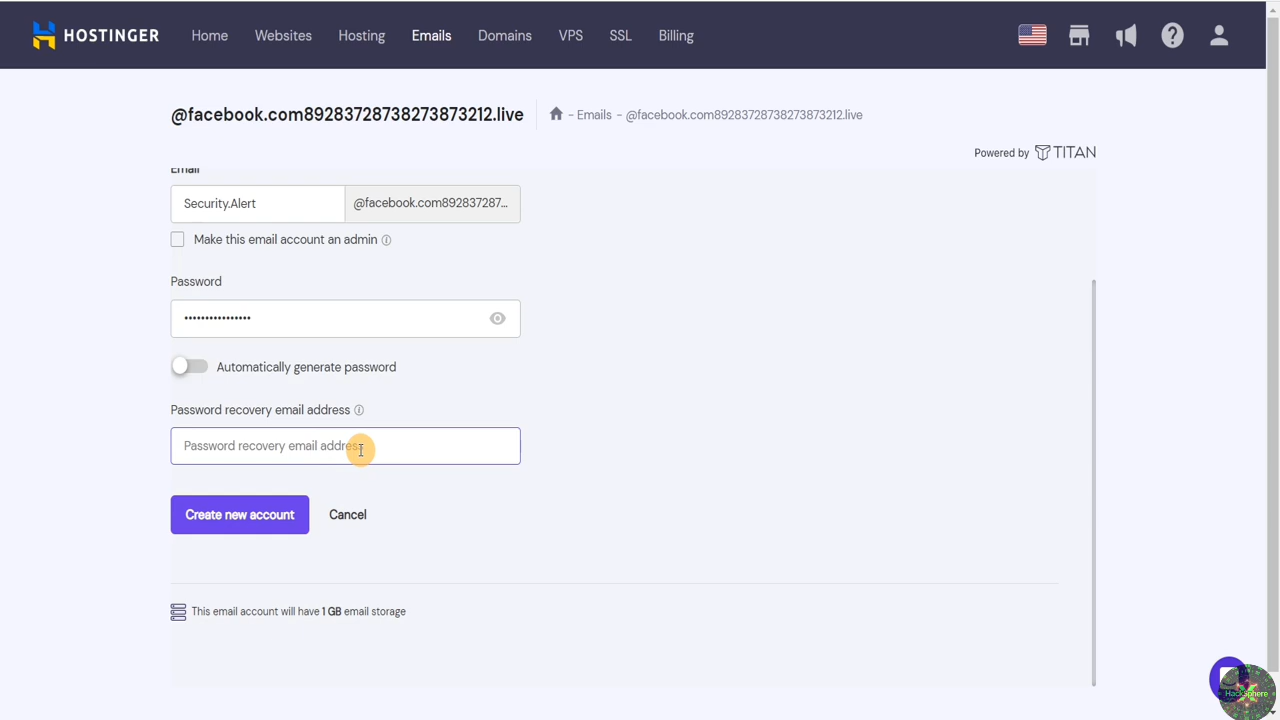 HOSTINGER Home Websites Hosting Emails Domains VPS SSL Billing
@facebook.com89283728738273873212.live - Emails - @facebook.com89283728738273873212.live
Powered by TITAN
Email
Security.Alert @facebook.com892837287...
Make this email account an admin
Password
••••••••••••••••
Automatically generate password
Password recovery email address
Password recovery email address
Create new account Cancel
This email account will have 1 GB email storage
HackSphere